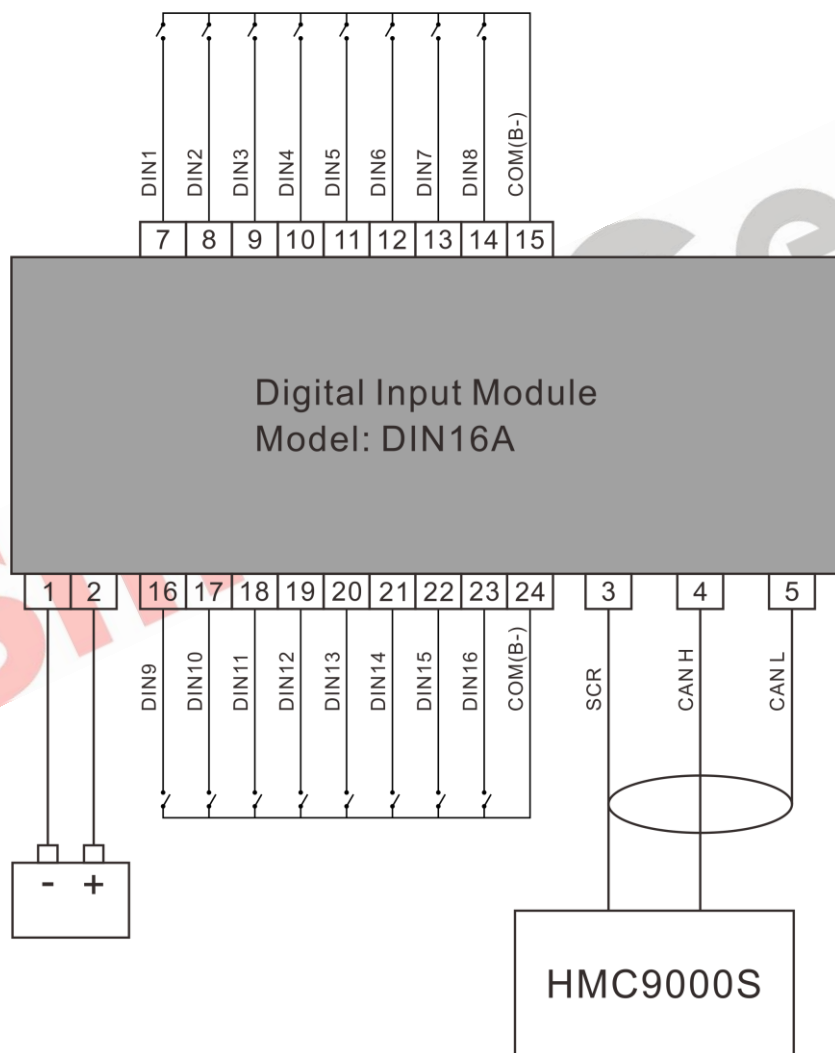 DIN1 DIN2 DIN3 DIN4 DIN5 DIN6 DIN7 DIN8 COM(B-)
7 8 9 10 11 12 13 14 15
Digital Input Module
Model: DIN16A
1 2 16 17 18 19 20 21 22 23 24 3 4 5
DIN9 DIN10 DIN11 DIN12 DIN13 DIN14 DIN15 DIN16 COM(B-) SCR CAN H CAN L
- +
HMC9000S